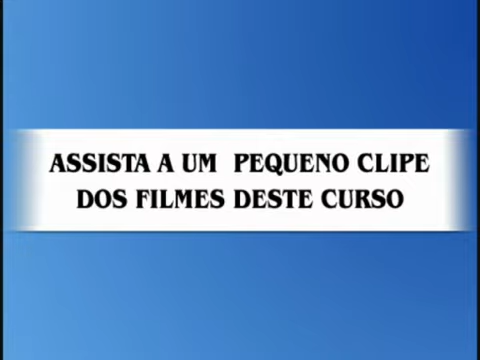 ASSISTA A UM PEQUENO CLIPE
DOS FILMES DESTE CURSO